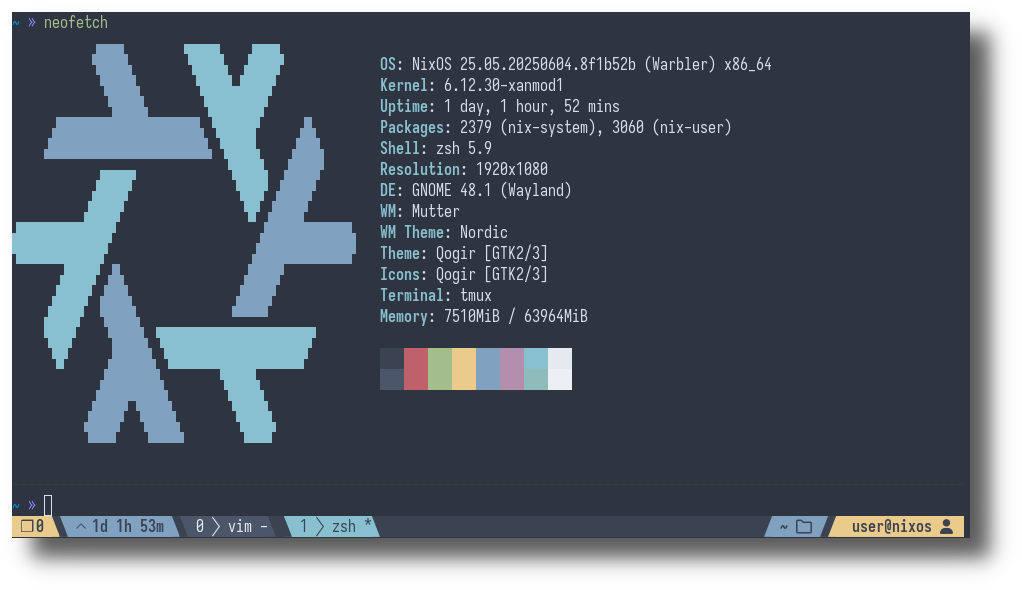 ~ » neofetch
OS: NixOS 25.05.20250604.8f1b52b (Warbler) x86_64
Kernel: 6.12.30-xanmod1
Uptime: 1 day, 1 hour, 52 mins
Packages: 2379 (nix-system), 3060 (nix-user)
Shell: zsh 5.9
Resolution: 1920x1080
DE: GNOME 48.1 (Wayland)
WM: Mutter
WM Theme: Nordic
Theme: Qogir [GTK2/3]
Icons: Qogir [GTK2/3]
Terminal: tmux
Memory: 7510MiB / 63964MiB
~ »
0 1d 1h 53m 0 vim - 1 zsh * ~ user@nixos